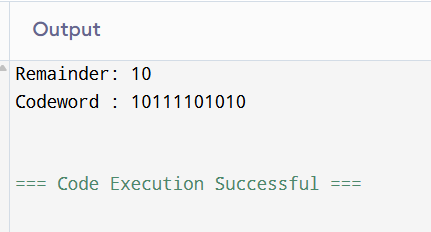 Output
Remainder: 10
Codeword : 10111101010
=== Code Execution Successful ===